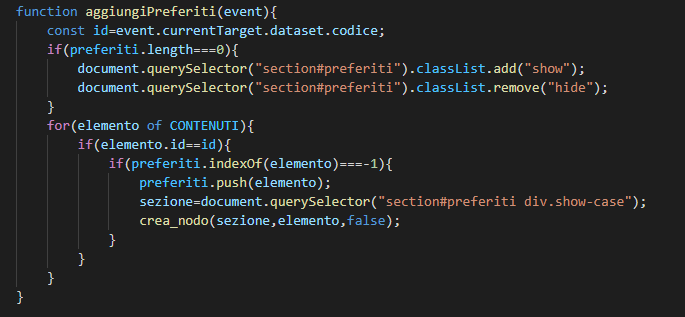 function aggiungiPreferiti(event){
    const id=event.currentTarget.dataset.codice;
    if(preferiti.length===0){
        document.querySelector("section#preferiti").classList.add("show");
        document.querySelector("section#preferiti").classList.remove("hide");
    }
    for(elemento of CONTENUTI){
        if(elemento.id==id){
            if(preferiti.indexOf(elemento)===-1){
                preferiti.push(elemento);
                sezione=document.querySelector("section#preferiti div.show-case");
                crea_nodo(sezione,elemento,false);
            }
        }
    }
}